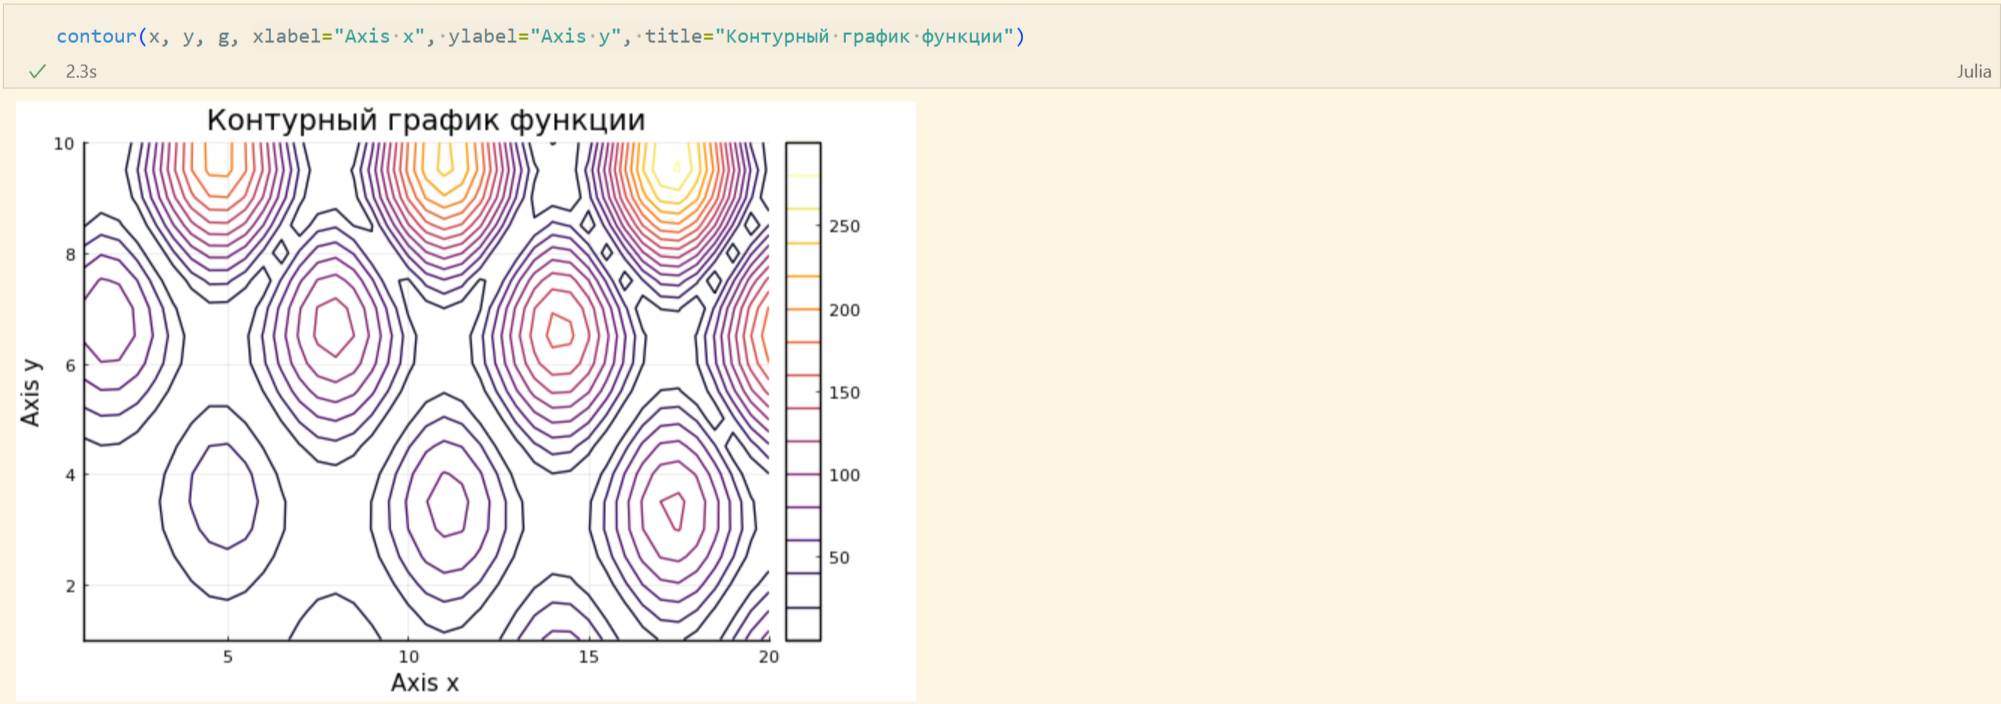 contour(x, y, g, xlabel="Axis·x",·ylabel="Axis·y",·title="Контурный·график·функции")
2.3s
Julia
Контурный график функции
10
8
6
4
2
Axis y
5
10
15
20
Axis x
250
200
150
100
50